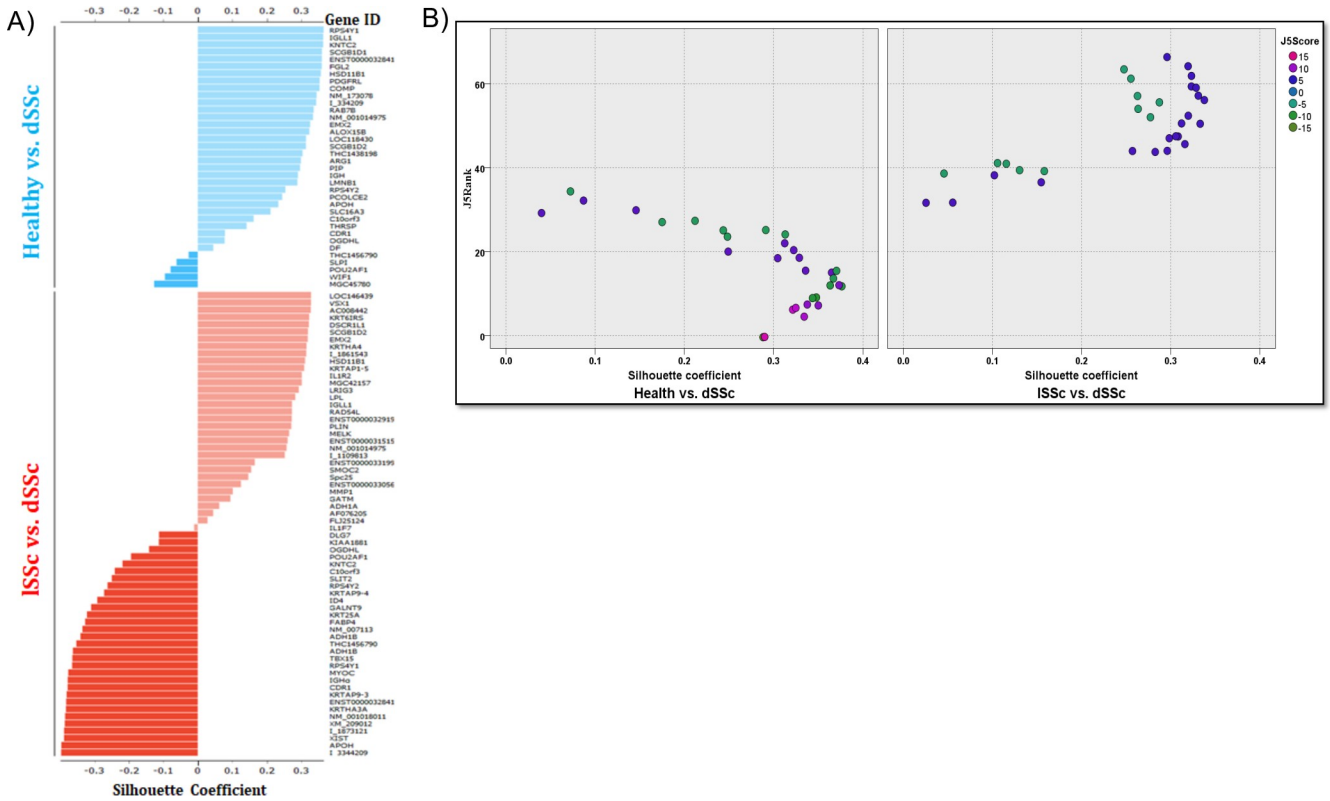 A)
-0.3 -0.2 -0.1 0 0.1 0.2 0.3
Gene ID
Healthy vs. dSSc
RPS4Y1
IGLL1
KNTC2
SCGB1D1
ENST0000032841
FGL2
HSD11B1
PDGFRL
COMP
NM_173078
I_334209
RAB7B
NM_001014975
EMX2
ALOX15B
LOC118430
SCGB1D2
THC1438198
ARG1
PIP
IGH
LMNB1
RPS4Y2
PCOLCE2
APOH
SLC16A3
C10orf3
THRSP
CDR1
OGDHL
DF
THC1456790
SLPI
POU2AF1
WIF1
MGC45780
lSSc vs. dSSc
LOC146439
VSX1
AC008442
KRT6IRS
DSCR1L1
SCGB1D2
EMX2
KRTHA4
I_1861543
HSD11B1
KRTAP1-5
IL1R2
MGC42157
LRIG3
LPL
IGLL1
RAD54L
ENST0000032915
PLIN
MELK
ENST0000031515
NM_001014975
I_1109613
ENST0000033195
SMOC2
Spc25
ENST0000033056
MMP1
GATM
ADH1A
AF076205
FLJ25124
IL1F7
DLG7
KIAA1881
OGDHL
POU2AF1
KNTC2
C10orf3
SLIT2
RPS4Y2
KRTAP9-4
ID4
GALNT9
KRT25A
FABP4
NM_007113
ADH1B
THC1456790
ADH1B
TBX15
RPS4Y1
MYOC
IGHα
CDR1
KRTAP9-3
ENST0000032841
KRTHA3A
NM_001018011
XM_209012
I_1873121
XIST
APOH
I_3344209
-0.3 -0.2 -0.1 0 0.1 0.2 0.3
Silhouette Coefficient
B)
J5Rank
60
40
20
0
0.0 0.1 0.2 0.3 0.4
Silhouette coefficient
Health vs. dSSc
0.0 0.1 0.2 0.3 0.4
Silhouette coefficient
lSSc vs. dSSc
J5Score
15
10
5
0
-5
-10
-15